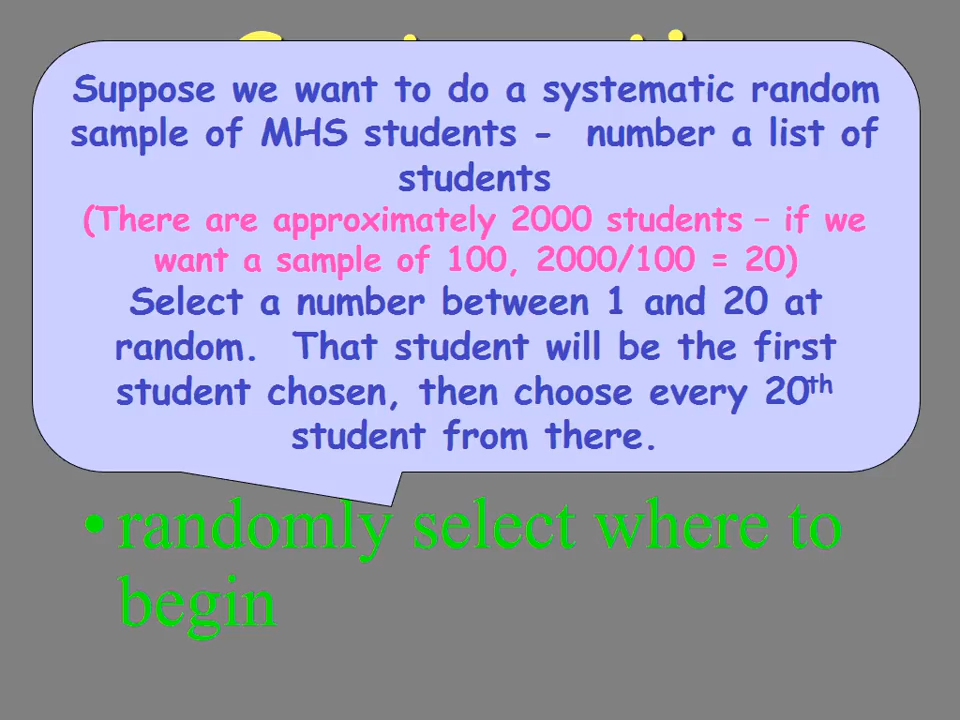 Suppose we want to do a systematic random
sample of MHS students - number a list of
students
(There are approximately 2000 students – if we
want a sample of 100, 2000/100 = 20)
Select a number between 1 and 20 at
random. That student will be the first
student chosen, then choose every 20th
student from there.
• randomly select where to
begin